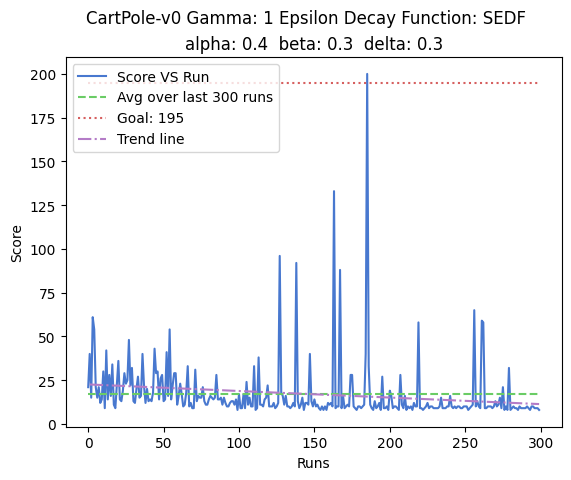 CartPole-v0 Gamma: 1 Epsilon Decay Function: SEDF
alpha: 0.4  beta: 0.3  delta: 0.3
Score VS Run
Avg over last 300 runs
Goal: 195
Trend line
Score
200
175
150
125
100
75
50
25
0
0 50 100 150 200 250 300
Runs